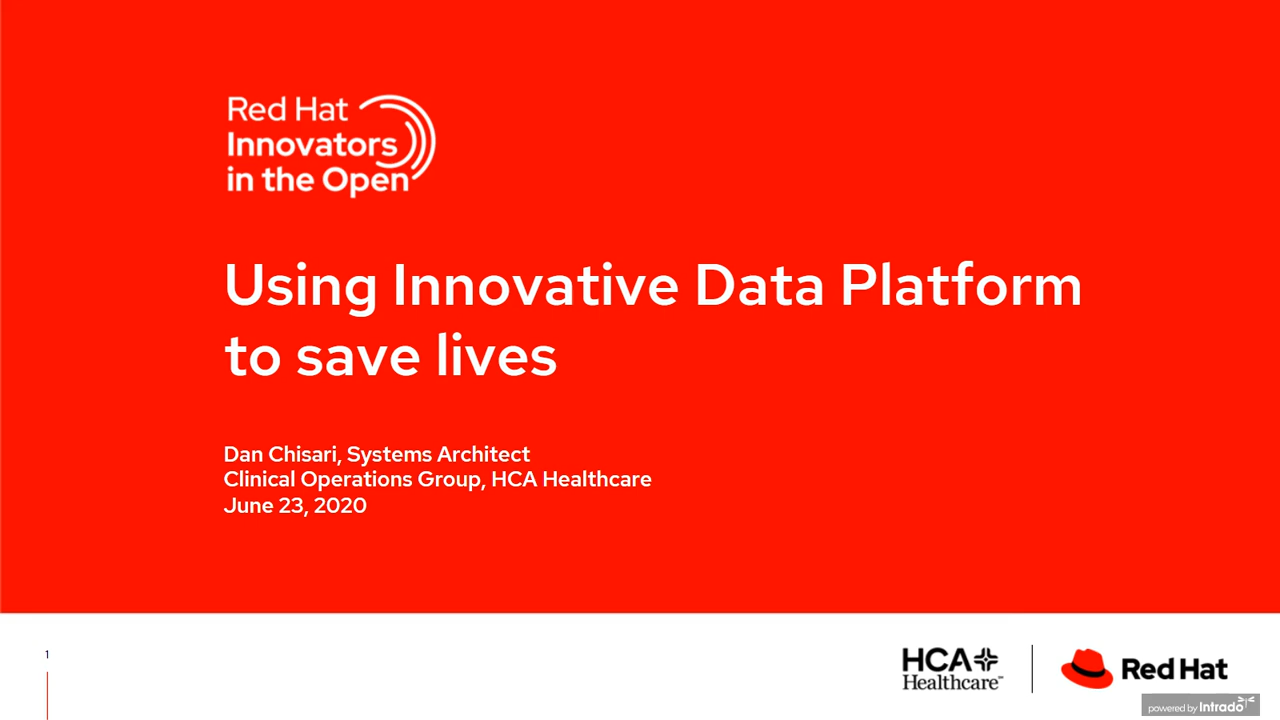 Red Hat
Innovators
in the Open
Using Innovative Data Platform
to save lives
Dan Chisari, Systems Architect
Clinical Operations Group, HCA Healthcare
June 23, 2020
1
HCA
Healthcare™
Red Hat
powered by Intrado